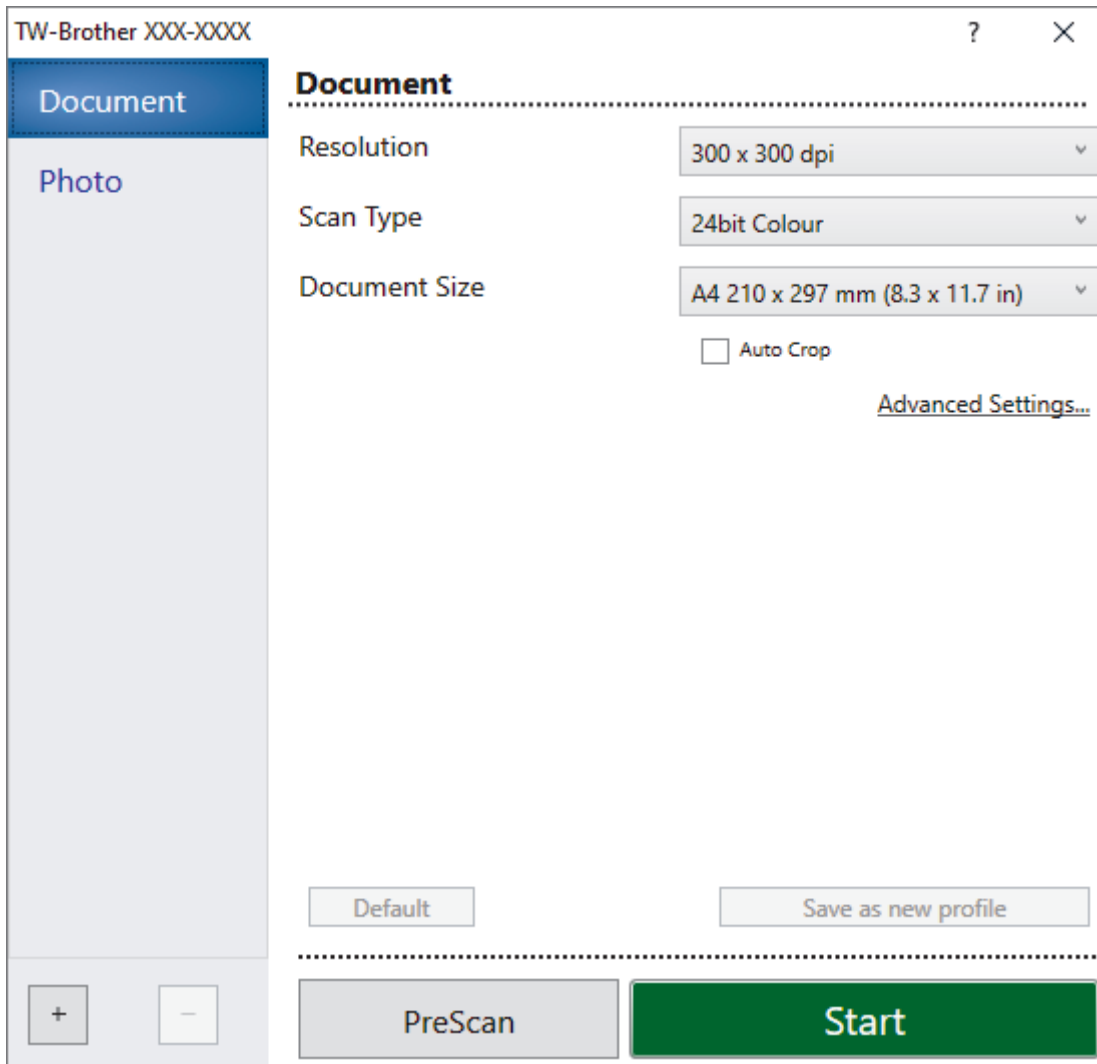 TW-Brother XXX-XXXX
?
Document
Photo
Document
Resolution
300 x 300 dpi
Scan Type
24bit Colour
Document Size
A4 210 x 297 mm (8.3 x 11.7 in)
Auto Crop
Advanced Settings...
Default
Save as new profile
+
−
PreScan
Start